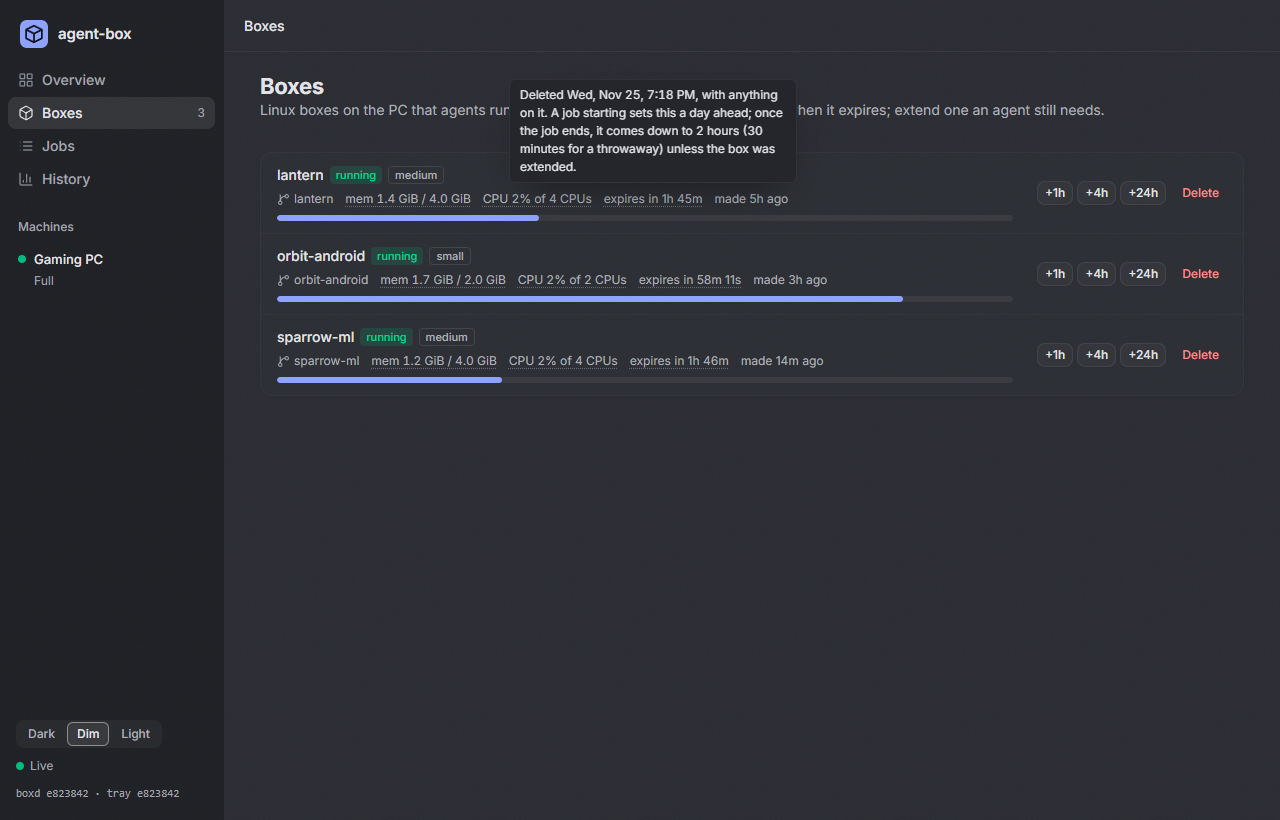 agent-box
Overview
Boxes 3
Jobs
History
Machines
Gaming PC
Full
Dark Dim Light
Live
boxd e823842 · tray e823842
Boxes
Boxes
Linux boxes on the PC that agents run
hen it expires; extend one an agent still needs.
Deleted Wed, Nov 25, 7:18 PM, with anything
on it. A job starting sets this a day ahead; once
the job ends, it comes down to 2 hours (30
minutes for a throwaway) unless the box was
extended.
lantern running medium
lantern mem 1.4 GiB / 4.0 GiB CPU 2% of 4 CPUs expires in 1h 45m made 5h ago
+1h +4h +24h Delete
orbit-android running small
orbit-android mem 1.7 GiB / 2.0 GiB CPU 2% of 2 CPUs expires in 58m 11s made 3h ago
+1h +4h +24h Delete
sparrow-ml running medium
sparrow-ml mem 1.2 GiB / 4.0 GiB CPU 2% of 4 CPUs expires in 1h 46m made 14m ago
+1h +4h +24h Delete